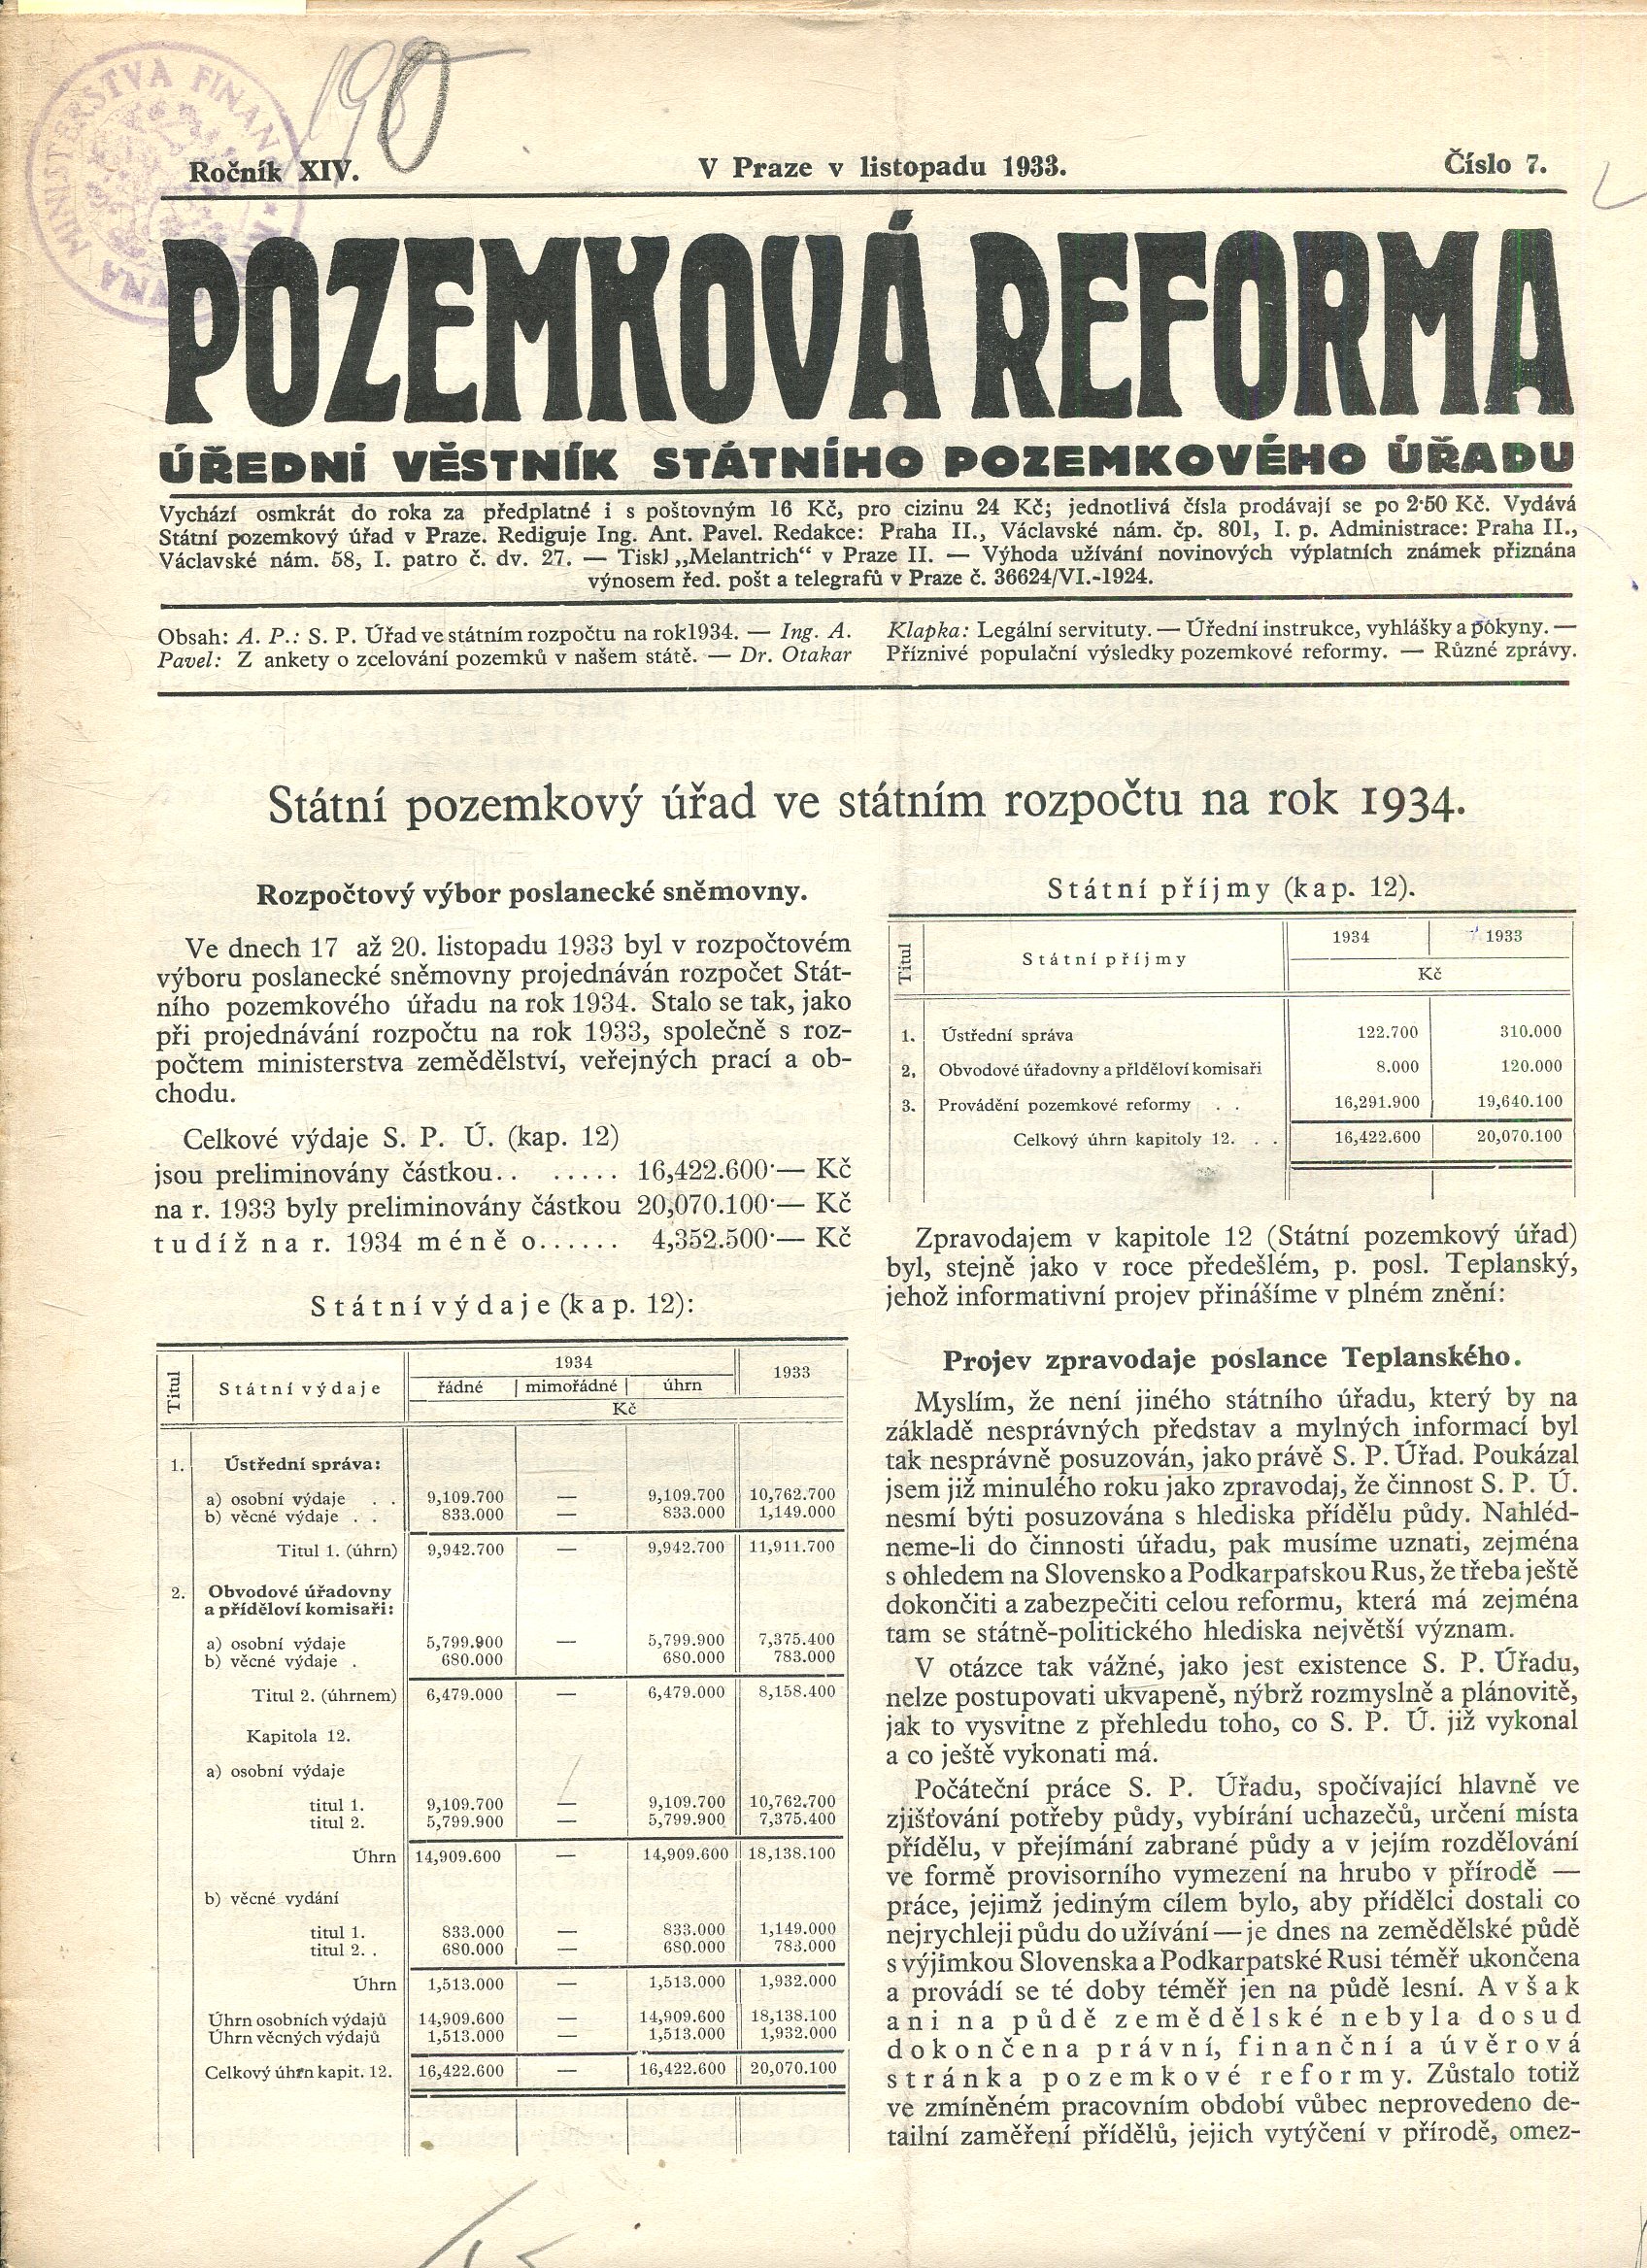 MINISTERSTVA FINAN
190
Ročník XIV.
V Praze v listopadu 1933.
Číslo 7.
POZEMKOVÁ REFORMA
ÚŘEDNÍ VĚSTNÍK STÁTNÍHO POZEMKOVÉHO ÚŘADU
Vychází osmkrát do roka za předplatné i s poštovným 16 Kč, pro cizinu 24 Kč; jednotlivá čísla prodávají se po 2·50 Kč. Vydává
Státní pozemkový úřad v Praze. Rediguje Ing. Ant. Pavel. Redakce: Praha II., Václavské nám. čp. 801, I. p. Administrace: Praha II.,
Václavské nám. 58, I. patro č. dv. 27. — Tiskl „Melantrich“ v Praze II. — Výhoda užívání novinových výplatních známek přiznána
výnosem řed. pošt a telegrafů v Praze č. 36624/VI.-1924.
Obsah: A. P.: S. P. Úřad ve státním rozpočtu na rok1934. — Ing. A.
Pavel: Z ankety o zcelování pozemků v našem státě. — Dr. Otakar
Klapka: Legální servituty. — Úřední instrukce, vyhlášky a pokyny. —
Příznivé populační výsledky pozemkové reformy. — Různé zprávy.
Státní pozemkový úřad ve státním rozpočtu na rok 1934.
Rozpočtový výbor poslanecké sněmovny.
Ve dnech 17 až 20. listopadu 1933 byl v rozpočtovém
výboru poslanecké sněmovny projednáván rozpočet Stát-
ního pozemkového úřadu na rok 1934. Stalo se tak, jako
při projednávání rozpočtu na rok 1933, společně s roz-
počtem ministerstva zemědělství, veřejných prací a ob-
chodu.
Celkové výdaje S. P. Ú. (kap. 12)
jsou preliminovány částkou.. ..... 16,422.600·— Kč
na r. 1933 byly preliminovány částkou 20,070.100·— Kč
tudíž na r. 1934 méně o...... 4,352.500·— Kč
Státní výdaje (kap. 12):
Titul | Státní výdaje | 1934 | 1933
řádné | mimořádné | úhrn
Kč
1. Ústřední správa:
a) osobní výdaje . . 9,109.700 — 9,109.700 10,762.700
b) věcné výdaje . . 833.000 — 833.000 1,149.000
Titul 1. (úhrn) 9,942.700 — 9,942.700 11,911.700
2. Obvodové úřadovny
a příděloví komisaři:
a) osobní výdaje 5,799.900 — 5,799.900 7,375.400
b) věcné výdaje . 680.000 680.000 783.000
Titul 2. (úhrnem) 6,479.000 — 6,479.000 8,158.400
Kapitola 12.
a) osobní výdaje
titul 1. 9,109.700 — 9,109.700 10,762.700
titul 2. 5,799.900 — 5,799.900 7,375.400
Úhrn 14,909.600 — 14,909.600 18,138.100
b) věcné vydání
titul 1. 833.000 — 833.000 1,149.000
titul 2. . 680.000 — 680.000 783.000
Úhrn 1,513.000 — 1,513.000 1,932.000
Úhrn osobních výdajů 14,909.600 — 14,909.600 18,138.100
Úhrn věcných výdajů 1,513.000 — 1,513.000 1,932.000
Celkový úhrn kapit. 12. 16,422.600 — 16,422.600 20,070.100
Státní příjmy (kap. 12).
Titul | Státní příjmy | 1934 | 1933
Kč
1. Ústřední správa 122.700 310.000
2. Obvodové úřadovny a přlděloví komisaři 8.000 120.000
3. Provádění pozemkové reformy . . 16,291.900 19,640.100
Celkový úhrn kapitoly 12. . . 16,422.600 20,070.100
Zpravodajem v kapitole 12 (Státní pozemkový úřad)
byl, stejně jako v roce předešlém, p. posl. Teplanský,
jehož informativní projev přinášíme v plném znění:
Projev zpravodaje poslance Teplanského.
Myslím, že není jiného státního úřadu, který by na
základě nesprávných představ a mylných informací byl
tak nesprávně posuzován, jako právě S. P. Úřad. Poukázal
jsem již minulého roku jako zpravodaj, že činnost S. P. Ú.
nesmí býti posuzována s hlediska přídělu půdy. Nahléd-
neme-li do činnosti úřadu, pak musíme uznati, zejména
s ohledem na Slovensko a Podkarpatskou Rus, že třeba ještě
dokončiti a zabezpečiti celou reformu, která má zejména
tam se státně-politického hlediska největší význam.
V otázce tak vážné, jako jest existence S. P. Úřadu,
nelze postupovati ukvapeně, nýbrž rozmyslně a plánovitě,
jak to vysvitne z přehledu toho, co S. P. Ú. již vykonal
a co ještě vykonati má.
Počáteční práce S. P. Úřadu, spočívající hlavně ve
zjišťování potřeby půdy, vybírání uchazečů, určení místa
přídělu, v přejímání zabrané půdy a v jejím rozdělování
ve formě provisorního vymezení na hrubo v přírodě —
práce, jejimž jediným cílem bylo, aby přídělci dostali co
nejrychleji půdu do užívání — je dnes na zemědělské půdě
s výjimkou Slovenska a Podkarpatské Rusi téměř ukončena
a provádí se té doby téměř jen na půdě lesní. Avšak
ani na půdě zemědělské nebyla dosud
dokončena právní, finanční a úvěrová
stránka pozemkové reformy. Zůstalo totiž
ve zmíněném pracovním období vůbec neprovedeno de-
tailní zaměření přídělů, jejich vytýčení v přírodě, omez-